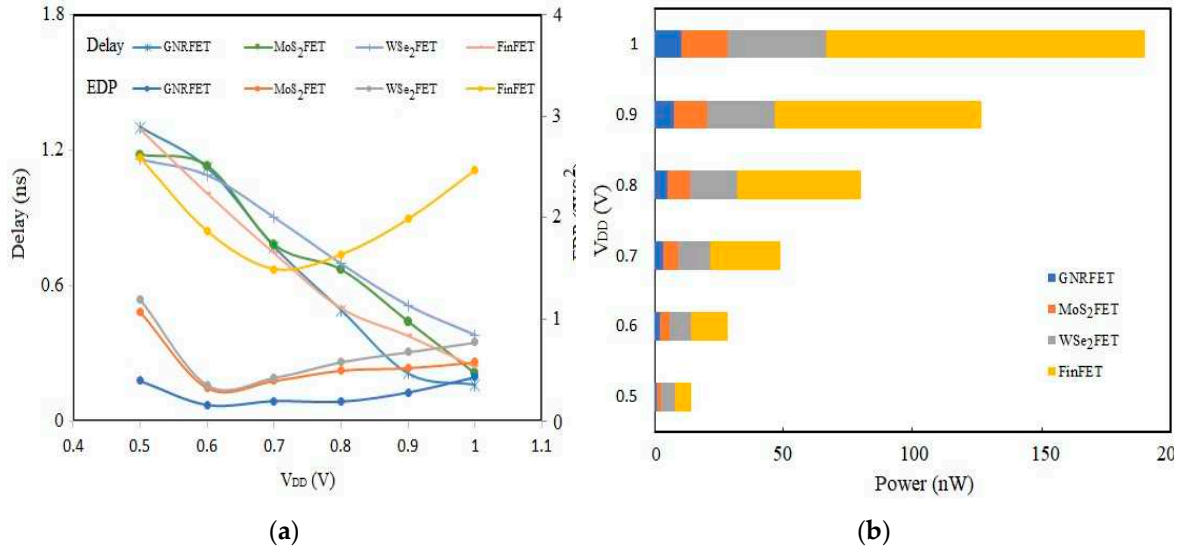 1.8
1.2
0.6
0
Delay (ns)
Delay GNRFET MoS₂FET WSe₂FET FinFET
EDP GNRFET MoS₂FET WSe₂FET FinFET
4
3
2
1
0
0.4 0.5 0.6 0.7 0.8 0.9 1 1.1
VDD (V)
(a)
VDD (V)
1
0.9
0.8
0.7
0.6
0.5
GNRFET
MoS₂FET
WSe₂FET
FinFET
0 50 100 150 20
Power (nW)
(b)